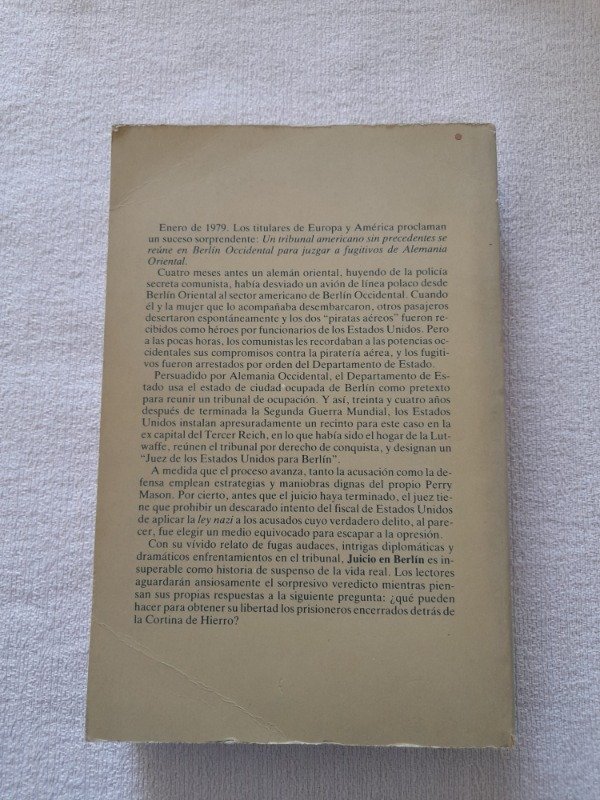 Enero de 1979. Los titulares de Europa y América proclaman
un suceso sorprendente: Un tribunal americano sin precedentes se
reúne en Berlín Occidental para juzgar a fugitivos de Alemania
Oriental.
Cuatro meses antes un alemán oriental, huyendo de la policía
secreta comunista, había desviado un avión de línea polaco desde
Berlín Oriental al sector americano de Berlín Occidental. Cuando
él y la mujer que lo acompañaba desembarcaron, otros pasajeros
desertaron espontáneamente y los dos "piratas aéreos" fueron re-
cibidos como héroes por funcionarios de los Estados Unidos. Pero
a las pocas horas, los comunistas les recordaban a las potencias oc-
cidentales sus compromisos contra la piratería aérea, y los fugiti-
vos fueron arrestados por orden del Departamento de Estado.
Persuadido por Alemania Occidental, el Departamento de Es-
tado usa el estado de ciudad ocupada de Berlín como pretexto
para reunir un tribunal de ocupación. Y así, treinta y cuatro años
después de terminada la Segunda Guerra Mundial, los Estados
Unidos instalan apresuradamente un recinto para este caso en la
ex capital del Tercer Reich, en lo que había sido el hogar de la Lut-
waffe, reúnen el tribunal por derecho de conquista, y designan un
"Juez de los Estados Unidos para Berlín".
A medida que el proceso avanza, tanto la acusación como la de-
fensa emplean estrategias y maniobras dignas del propio Perry
Mason. Por cierto, antes que el juicio haya terminado, el juez tie-
ne que prohibir un descarado intento del fiscal de Estados Unidos
de aplicar la ley nazi a los acusados cuyo verdadero delito, al pare-
cer, fue elegir un medio equivocado para escapar a la opresión.
Con su vívido relato de fugas audaces, intrigas diplomáticas y
dramáticos enfrentamientos en el tribunal, Juicio en Berlín es in-
superable como historia de suspenso de la vida real. Los lectores
aguardarán ansiosamente el sorpresivo veredicto mientras pien-
san sus propias respuestas a la siguiente pregunta: ¿qué pueden
hacer para obtener su libertad los prisioneros encerrados detrás de
la Cortina de Hierro?